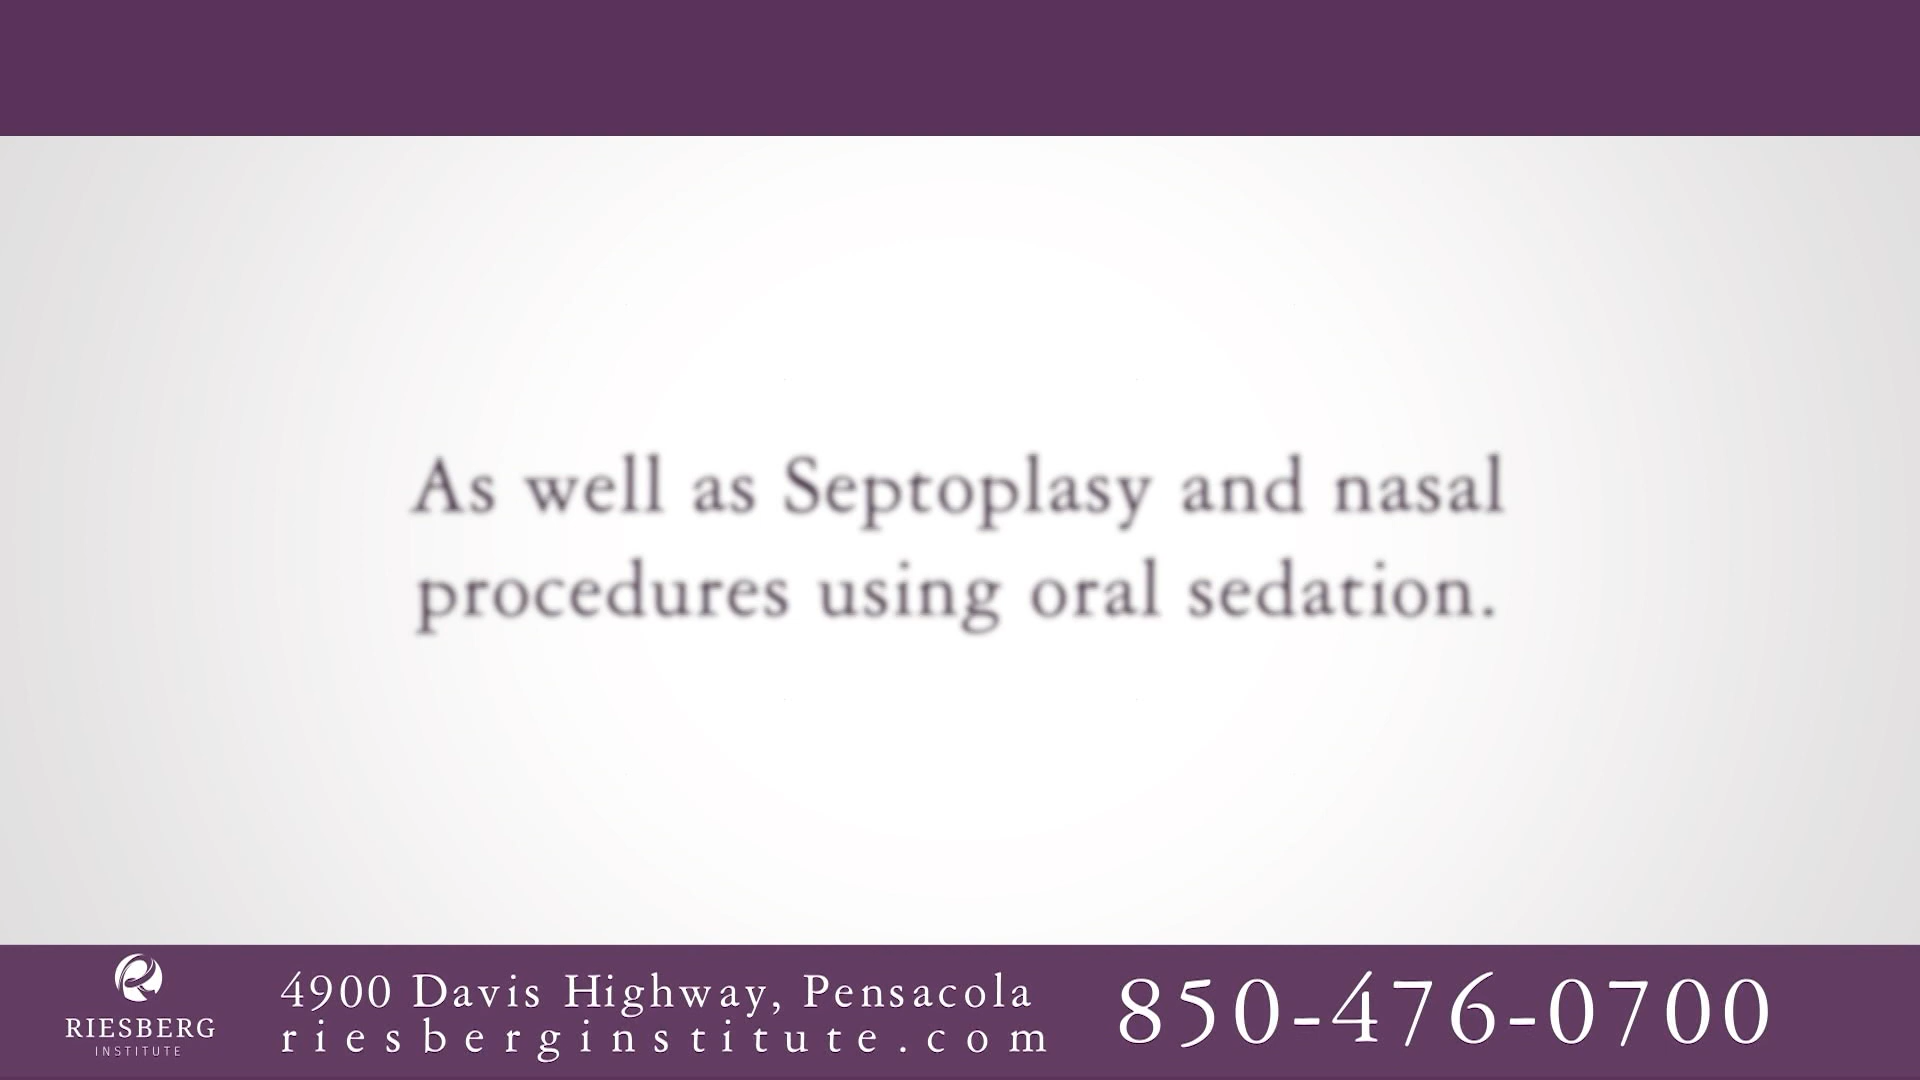 As well as Septoplasy and nasal
procedures using oral sedation.
RIESBERG
INSTITUTE
4900 Davis Highway, Pensacola
riesberginstitute.com
850-476-0700